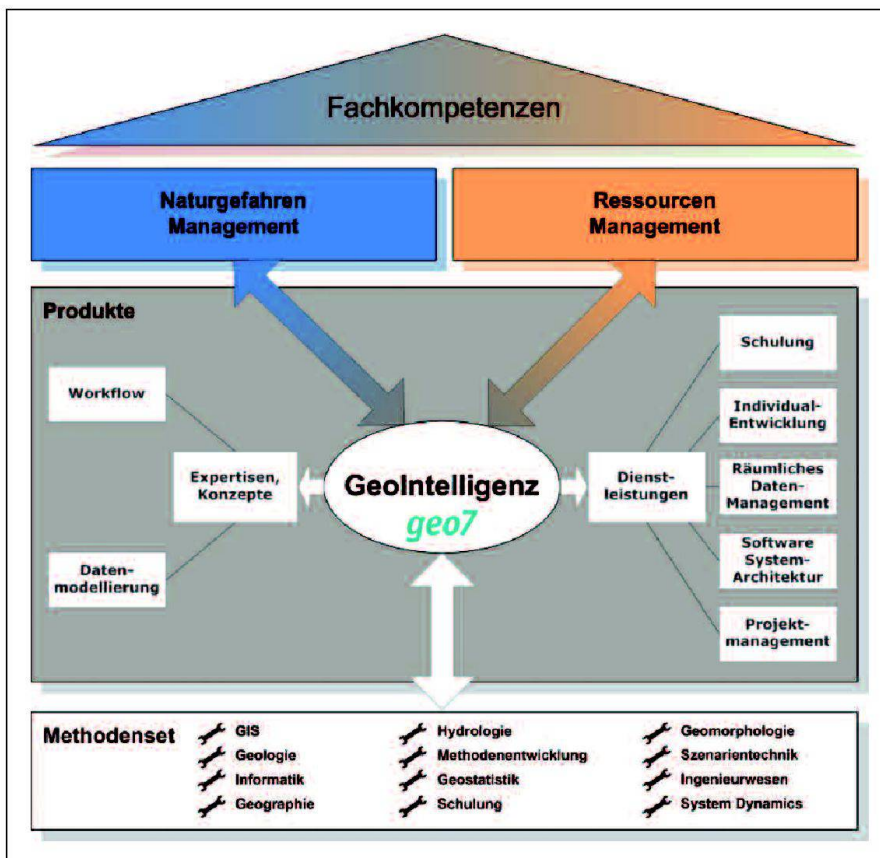 Fachkompetenzen
Naturgefahren
Management
Ressourcen
Management
Produkte
Workflow
Expertisen,
Konzepte
Daten-
modellierung
GeoIntelligenz
geo7
Dienst-
leistungen
Schulung
Individual-
Entwicklung
Räumliches
Daten-
Management
Software
System-
Architektur
Projekt-
management
Methodenset
GIS
Geologie
Informatik
Geographie
Hydrologie
Methodenentwicklung
Geostatistik
Schulung
Geomorphologie
Szenarientechnik
Ingenieurwesen
System Dynamics